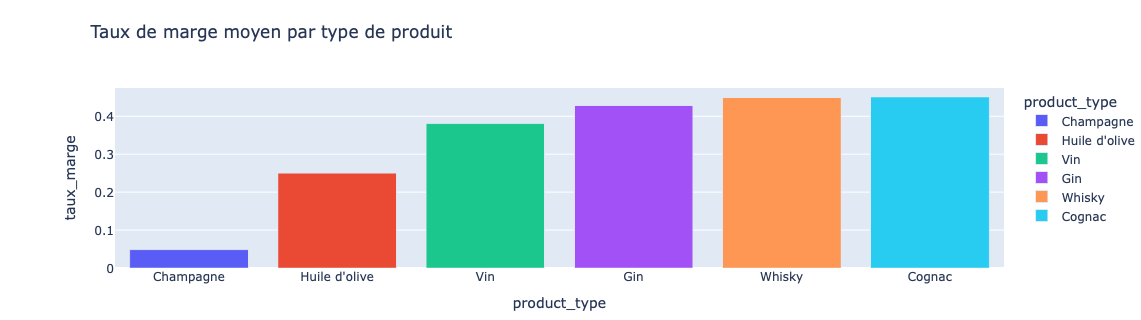 Taux de marge moyen par type de produit
taux_marge
0.4
0.3
0.2
0.1
0
Champagne
Huile d'olive
Vin
Gin
Whisky
Cognac
product_type
product_type
Champagne
Huile d'olive
Vin
Gin
Whisky
Cognac